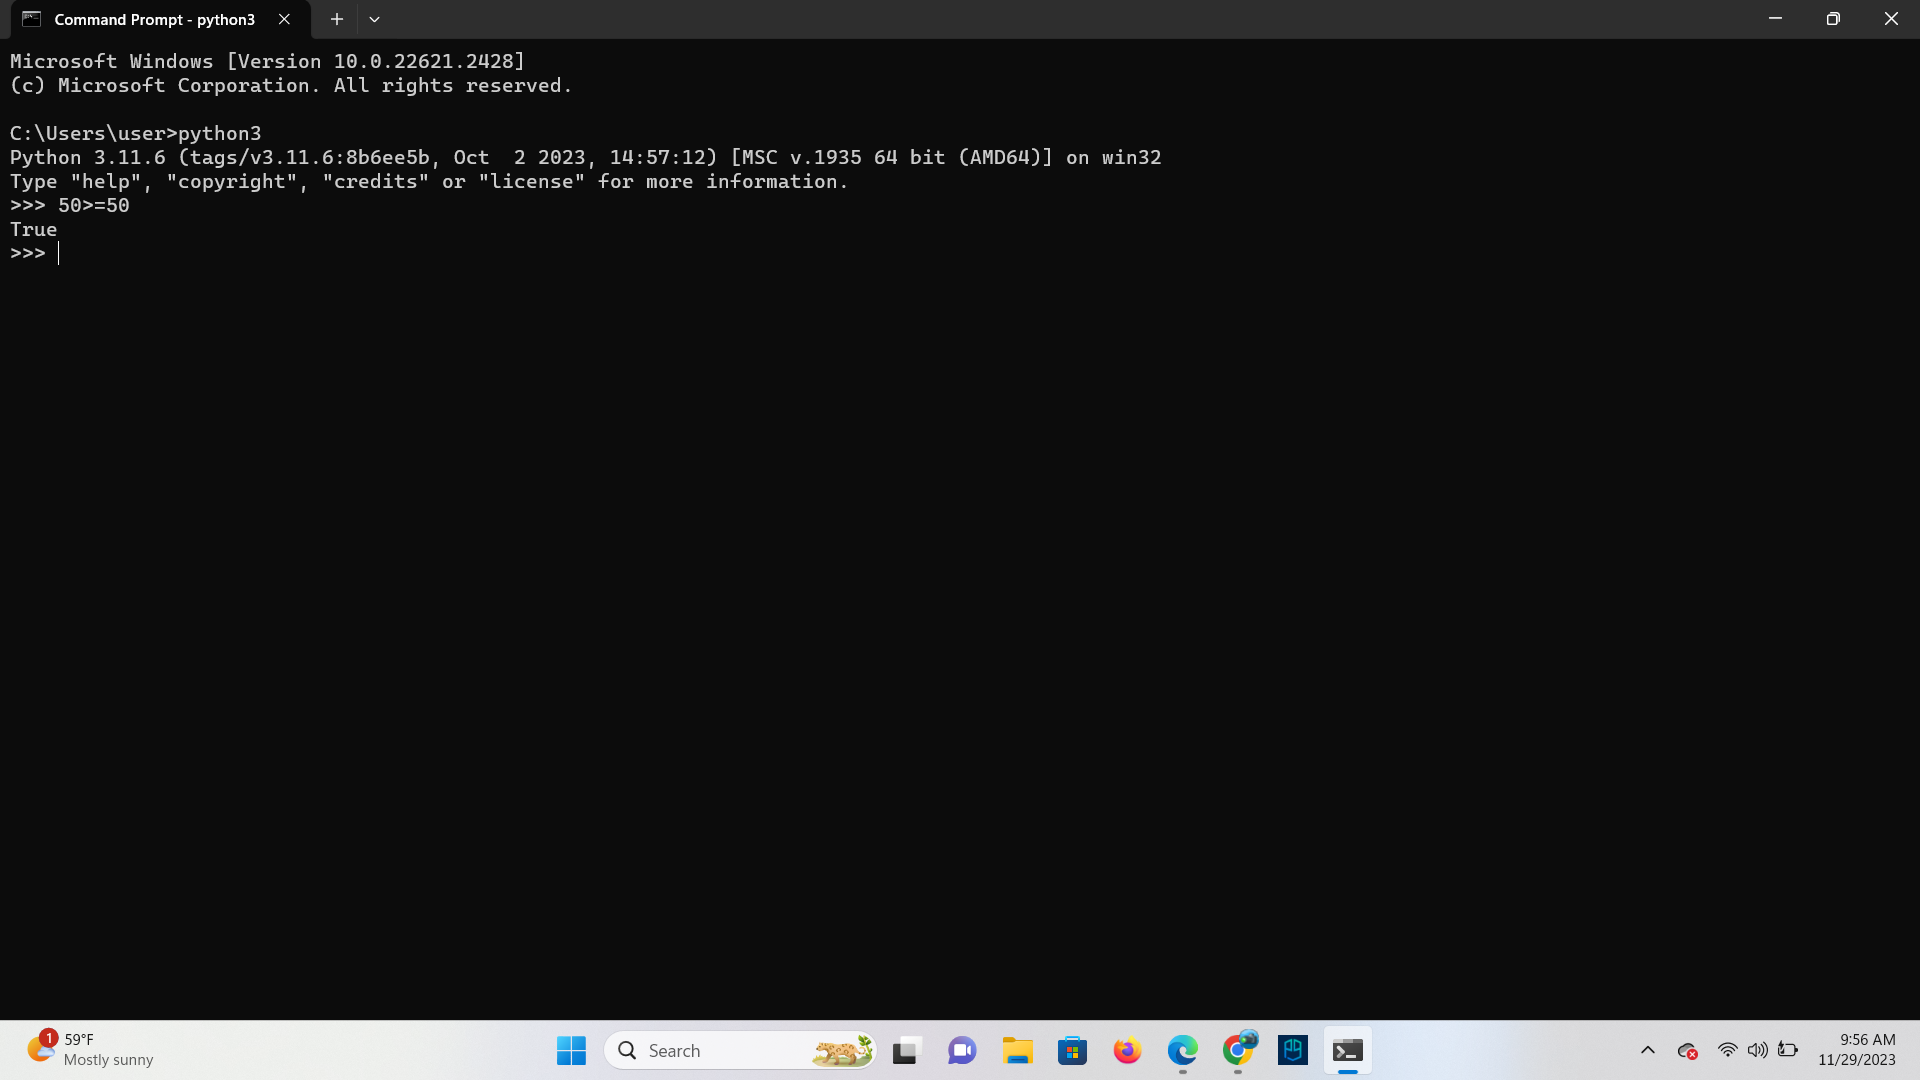 Command Prompt - python3
Microsoft Windows [Version 10.0.22621.2428]
(c) Microsoft Corporation. All rights reserved.
C:\Users\user>python3
Python 3.11.6 (tags/v3.11.6:8b6ee5b, Oct  2 2023, 14:57:12) [MSC v.1935 64 bit (AMD64)] on win32
Type "help", "copyright", "credits" or "license" for more information.
>>> 50>=50
True
>>>
1
59°F
Mostly sunny
Search
9:56 AM
11/29/2023